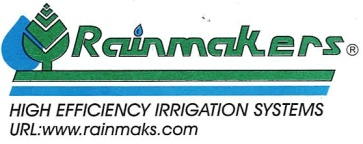 Rainmakers®
HIGH EFFICIENCY IRRIGATION SYSTEMS
URL:www.rainmaks.com